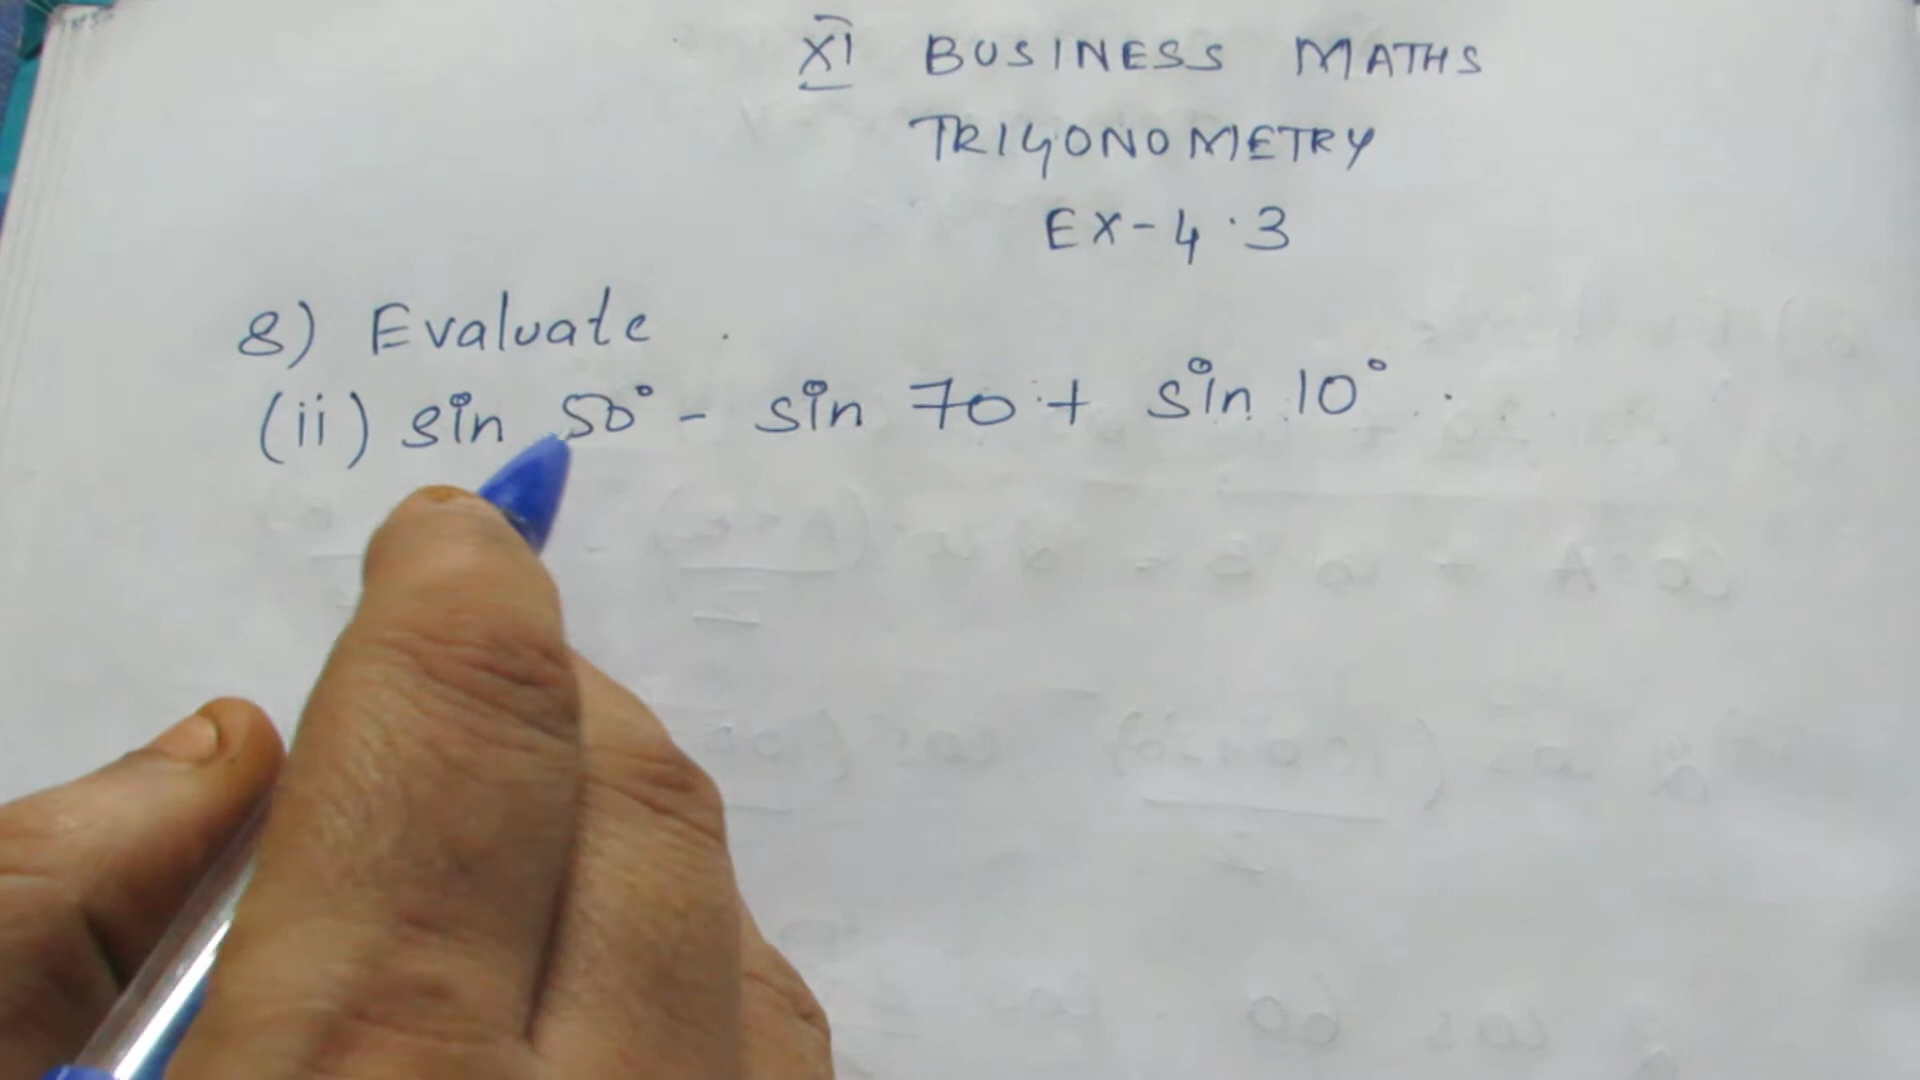 XI BUSINESS MATHS
TRIGONOMETRY
EX-4.3
8) Evaluate
(ii) sin 50° - sin 70 + sin 10°.